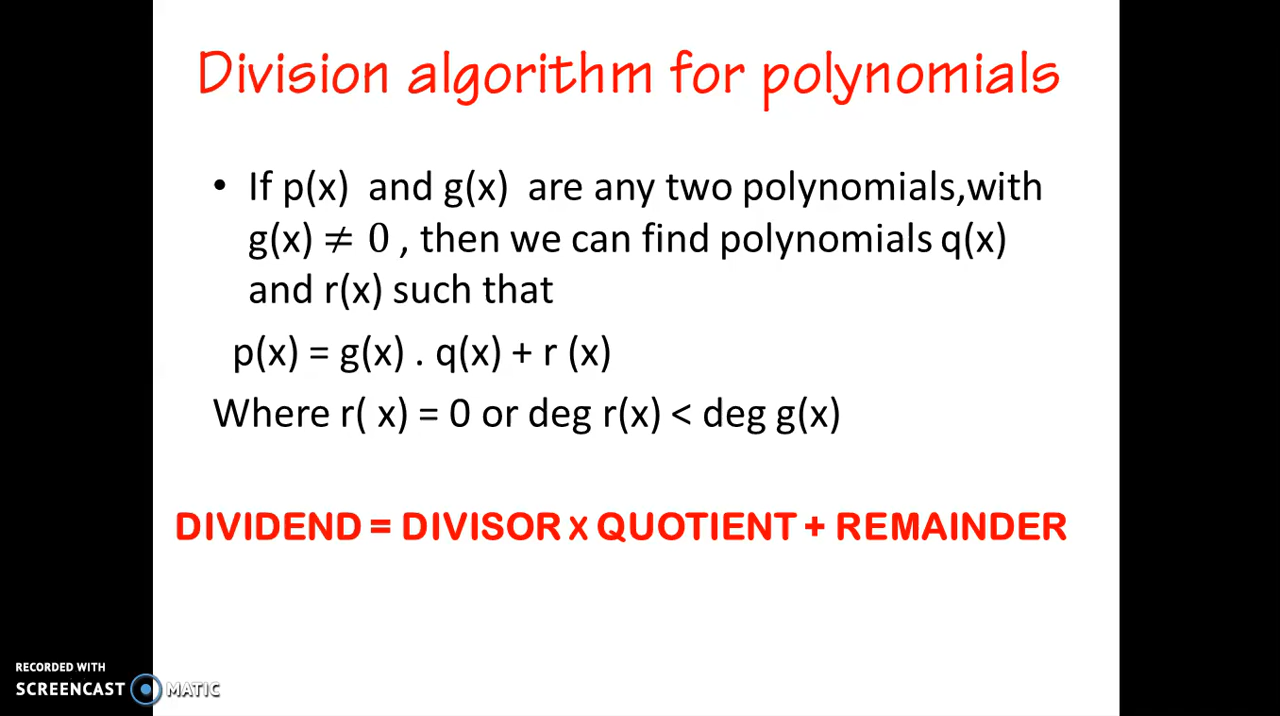 Division algorithm for polynomials
• If p(x) and g(x) are any two polynomials,with
g(x) ≠ 0 , then we can find polynomials q(x)
and r(x) such that
p(x) = g(x) . q(x) + r (x)
Where r( x) = 0 or deg r(x) < deg g(x)
DIVIDEND = DIVISOR X QUOTIENT + REMAINDER
RECORDED WITH
SCREENCAST MATIC